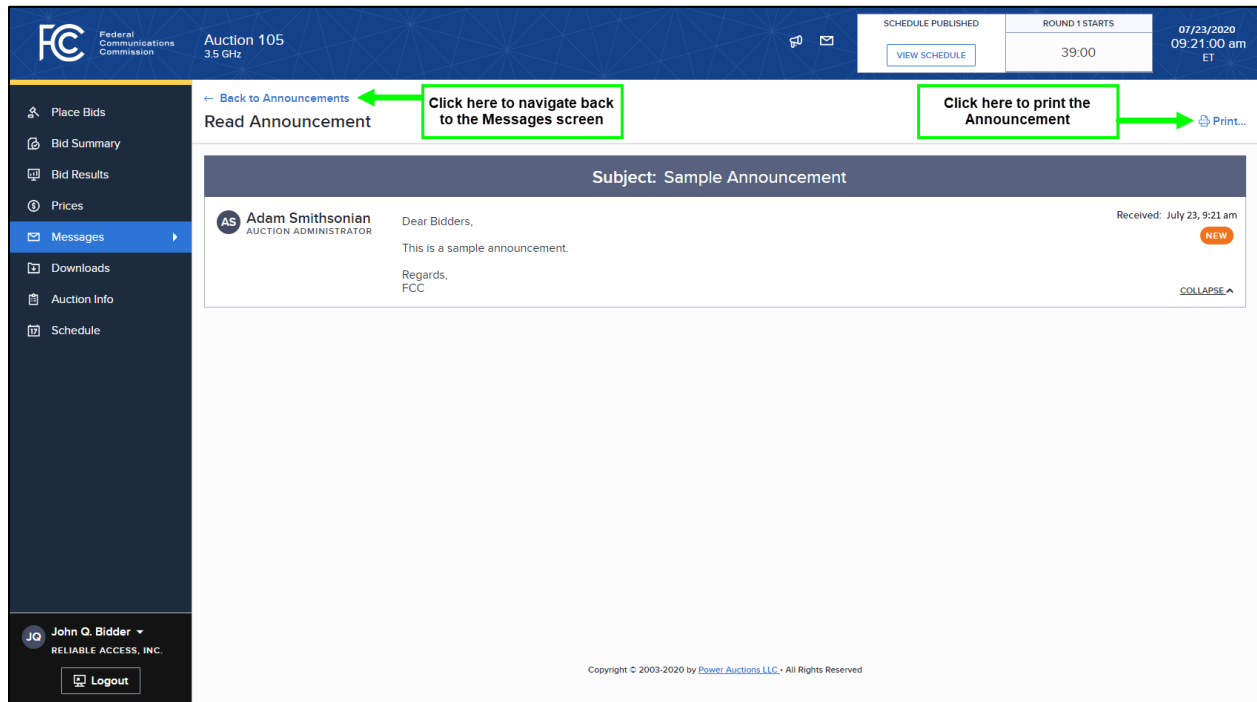 FCC
Federal
Communications
Commission
Auction 105
3.5 GHz
SCHEDULE PUBLISHED
VIEW SCHEDULE
ROUND 1 STARTS
39:00
07/23/2020
09:21:00 am
ET
Place Bids
Bid Summary
Bid Results
Prices
Messages
Downloads
Auction Info
17 Schedule
← Back to Announcements
Read Announcement
Click here to navigate back
to the Messages screen
Click here to print the
Announcement
Print...
Subject: Sample Announcement
AS Adam Smithsonian
AUCTION ADMINISTRATOR
Dear Bidders,
This is a sample announcement.
Regards,
FCC
Received: July 23, 9:21 am
NEW
COLLAPSE
JQ John Q. Bidder
RELIABLE ACCESS, INC.
Logout
Copyright © 2003-2020 by Power Auctions LLC • All Rights Reserved